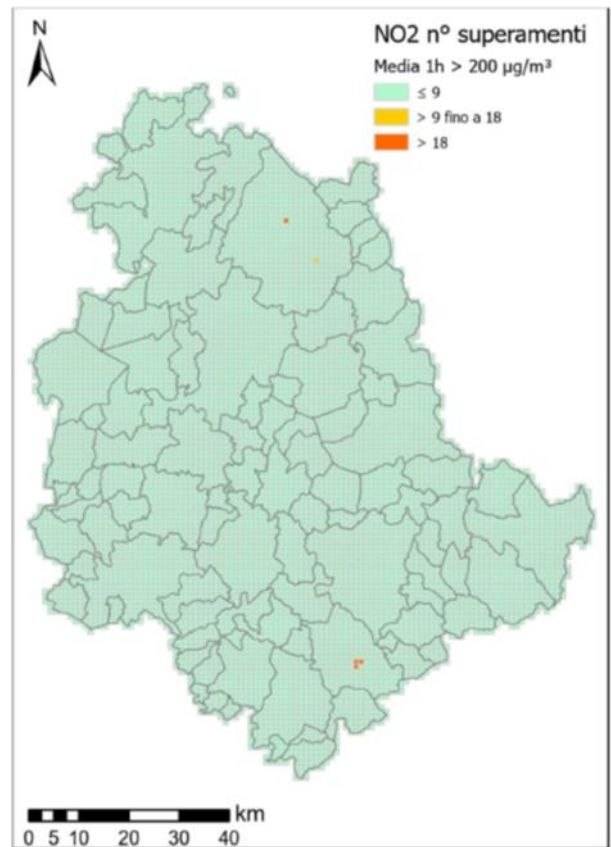 N
NO2 n° superamenti
Media 1h > 200 µg/m³
≤ 9
> 9 fino a 18
> 18
km
0 5 10 20 30 40